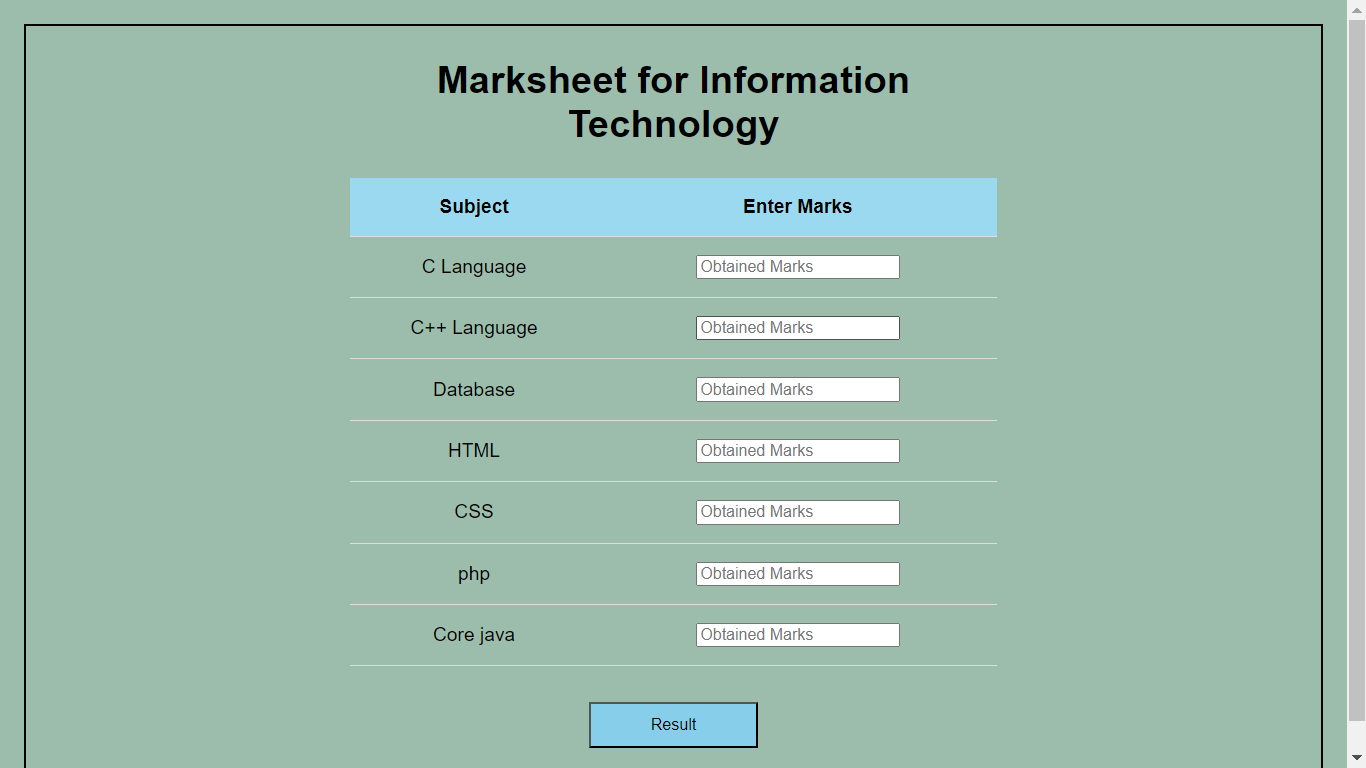 Marksheet for Information
Technology
Subject Enter Marks
C Language Obtained Marks
C++ Language Obtained Marks
Database Obtained Marks
HTML Obtained Marks
CSS Obtained Marks
php Obtained Marks
Core java Obtained Marks
Result